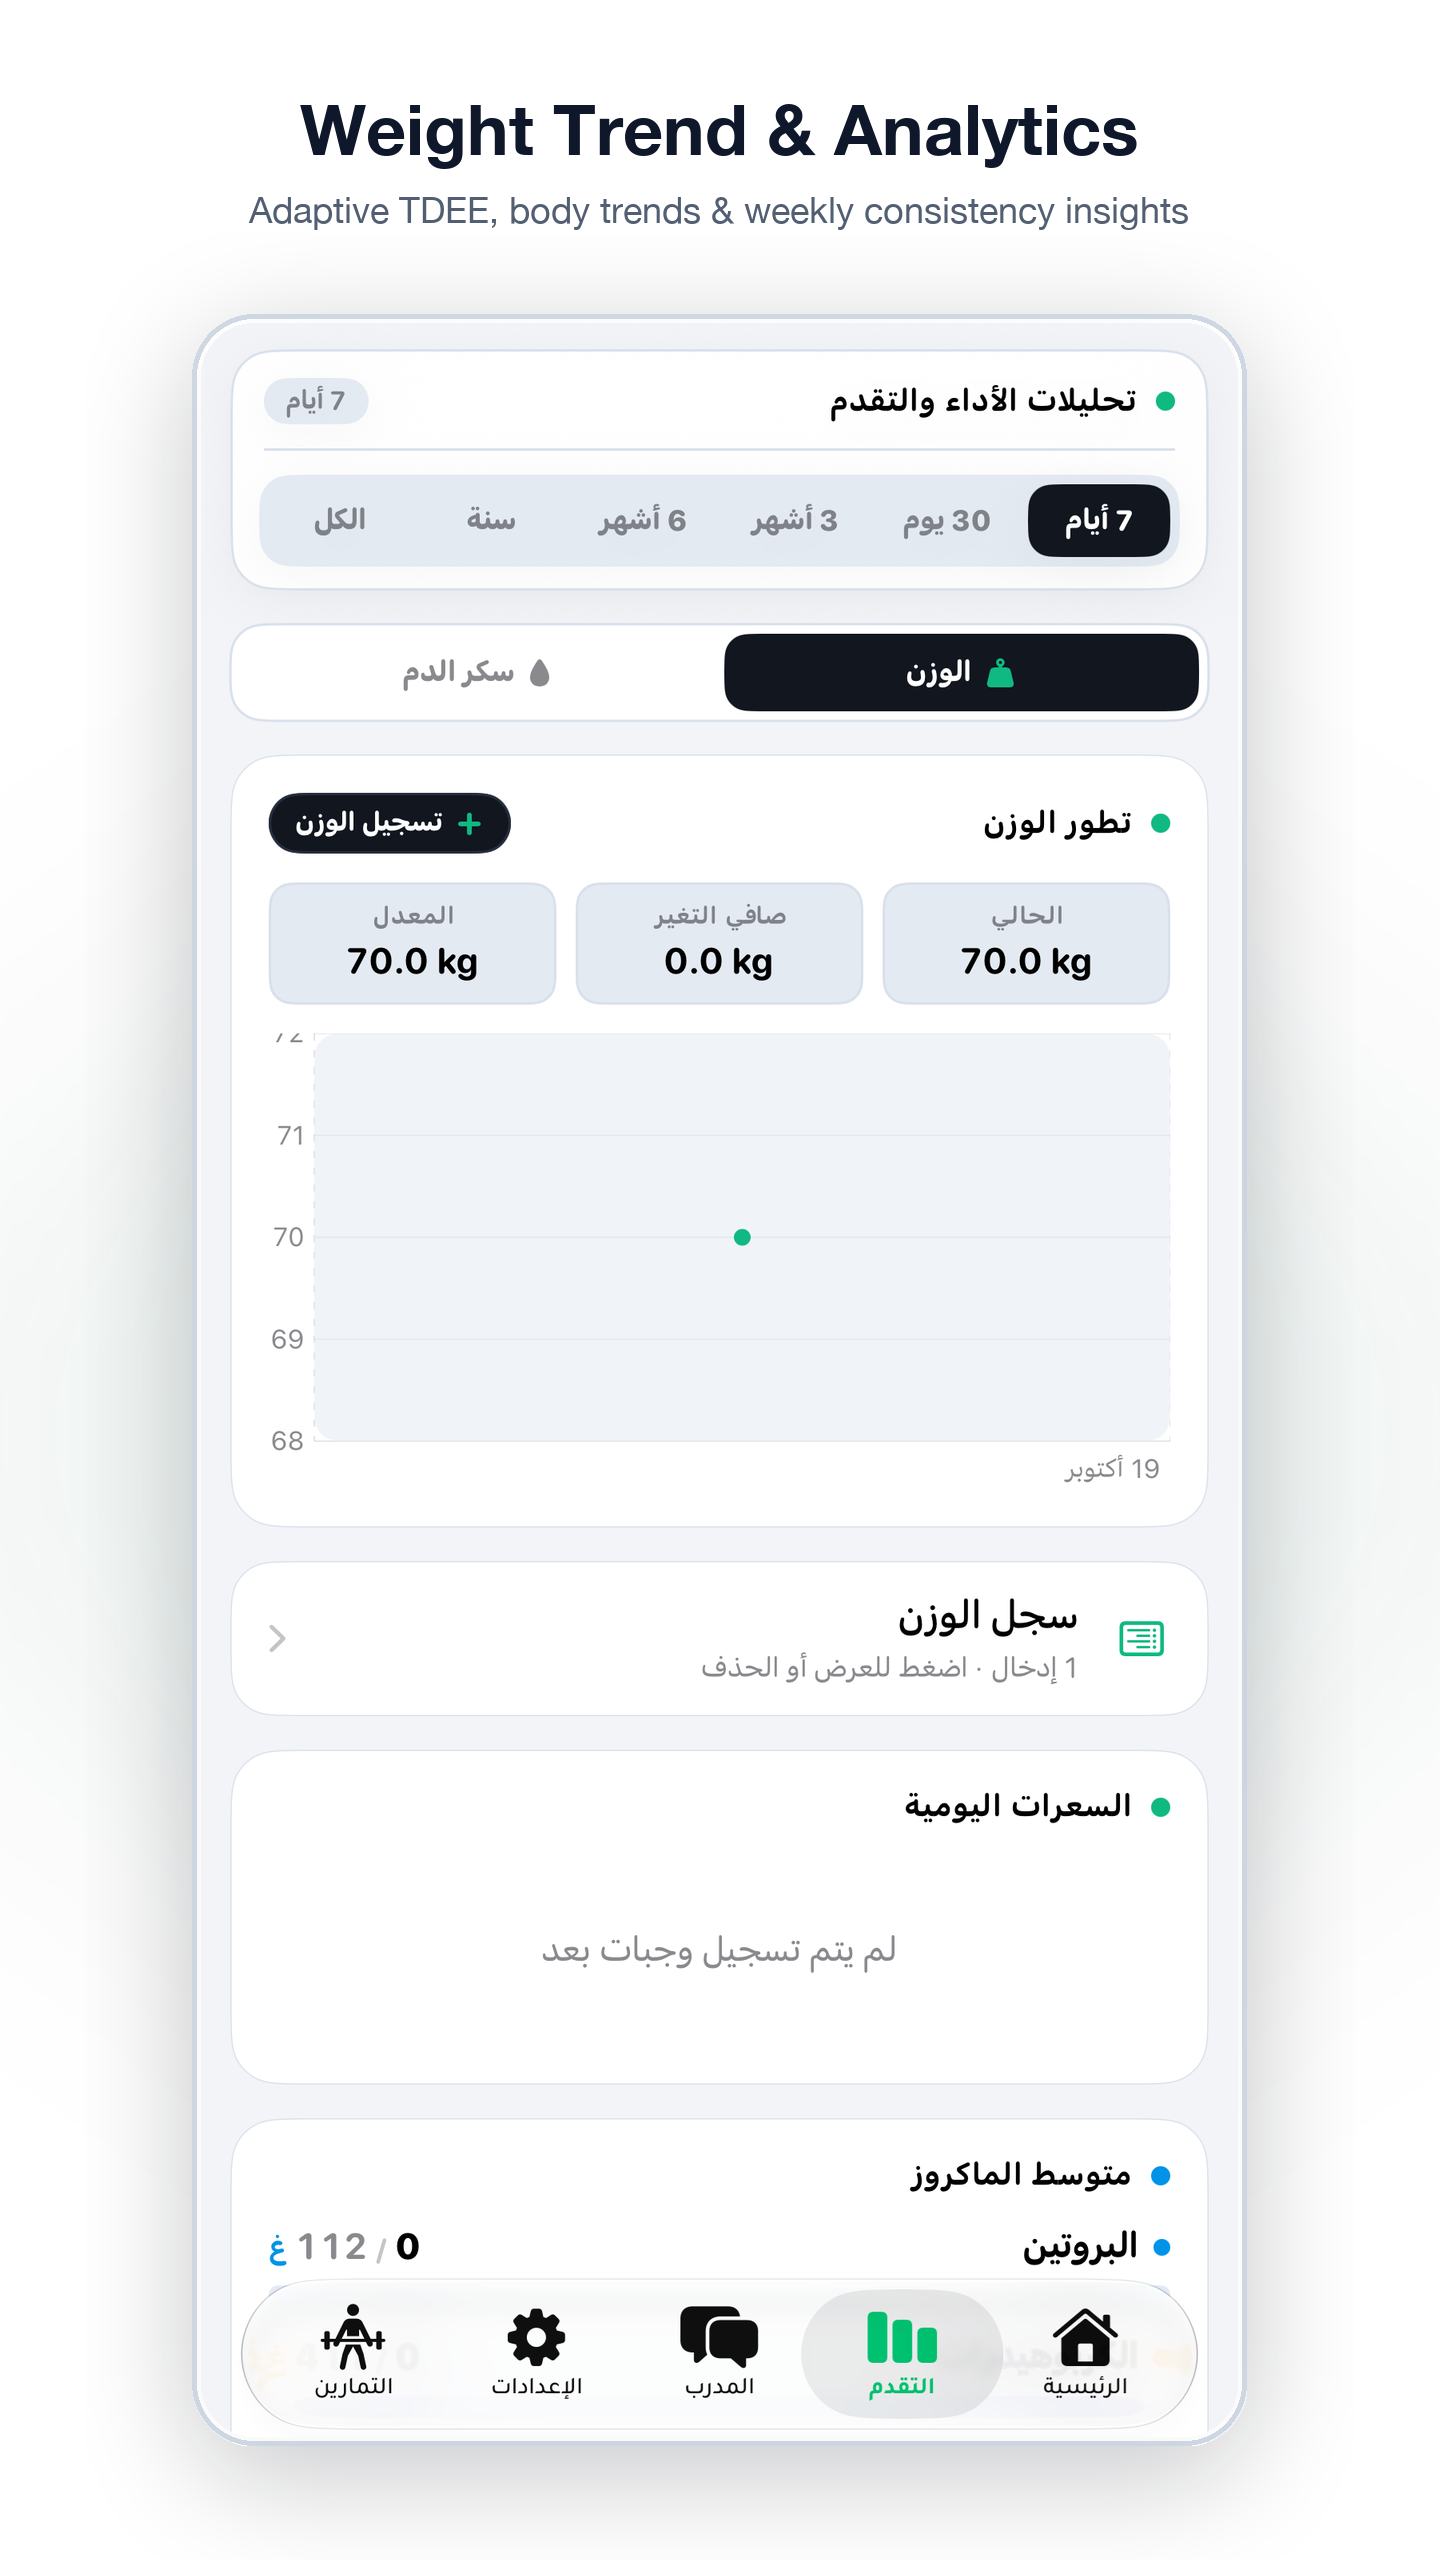 Weight Trend & Analytics
Adaptive TDEE, body trends & weekly consistency insights
تحليلات الأداء والتقدم
7 أيام
7 أيام
30 يوم
3 أشهر
6 أشهر
سنة
الكل
الوزن
سكر الدم
تطور الوزن
+ تسجيل الوزن
الحالي
70.0 kg
صافي التغير
0.0 kg
المعدل
70.0 kg
72
71
70
69
68
19 أكتوبر
سجل الوزن
1 إدخال · اضغط للعرض أو الحذف
السعرات اليومية
لم يتم تسجيل وجبات بعد
متوسط الماكروز
البروتين
0 / 112 غ
الرئيسية
التقدم
المدرب
الإعدادات
التمارين